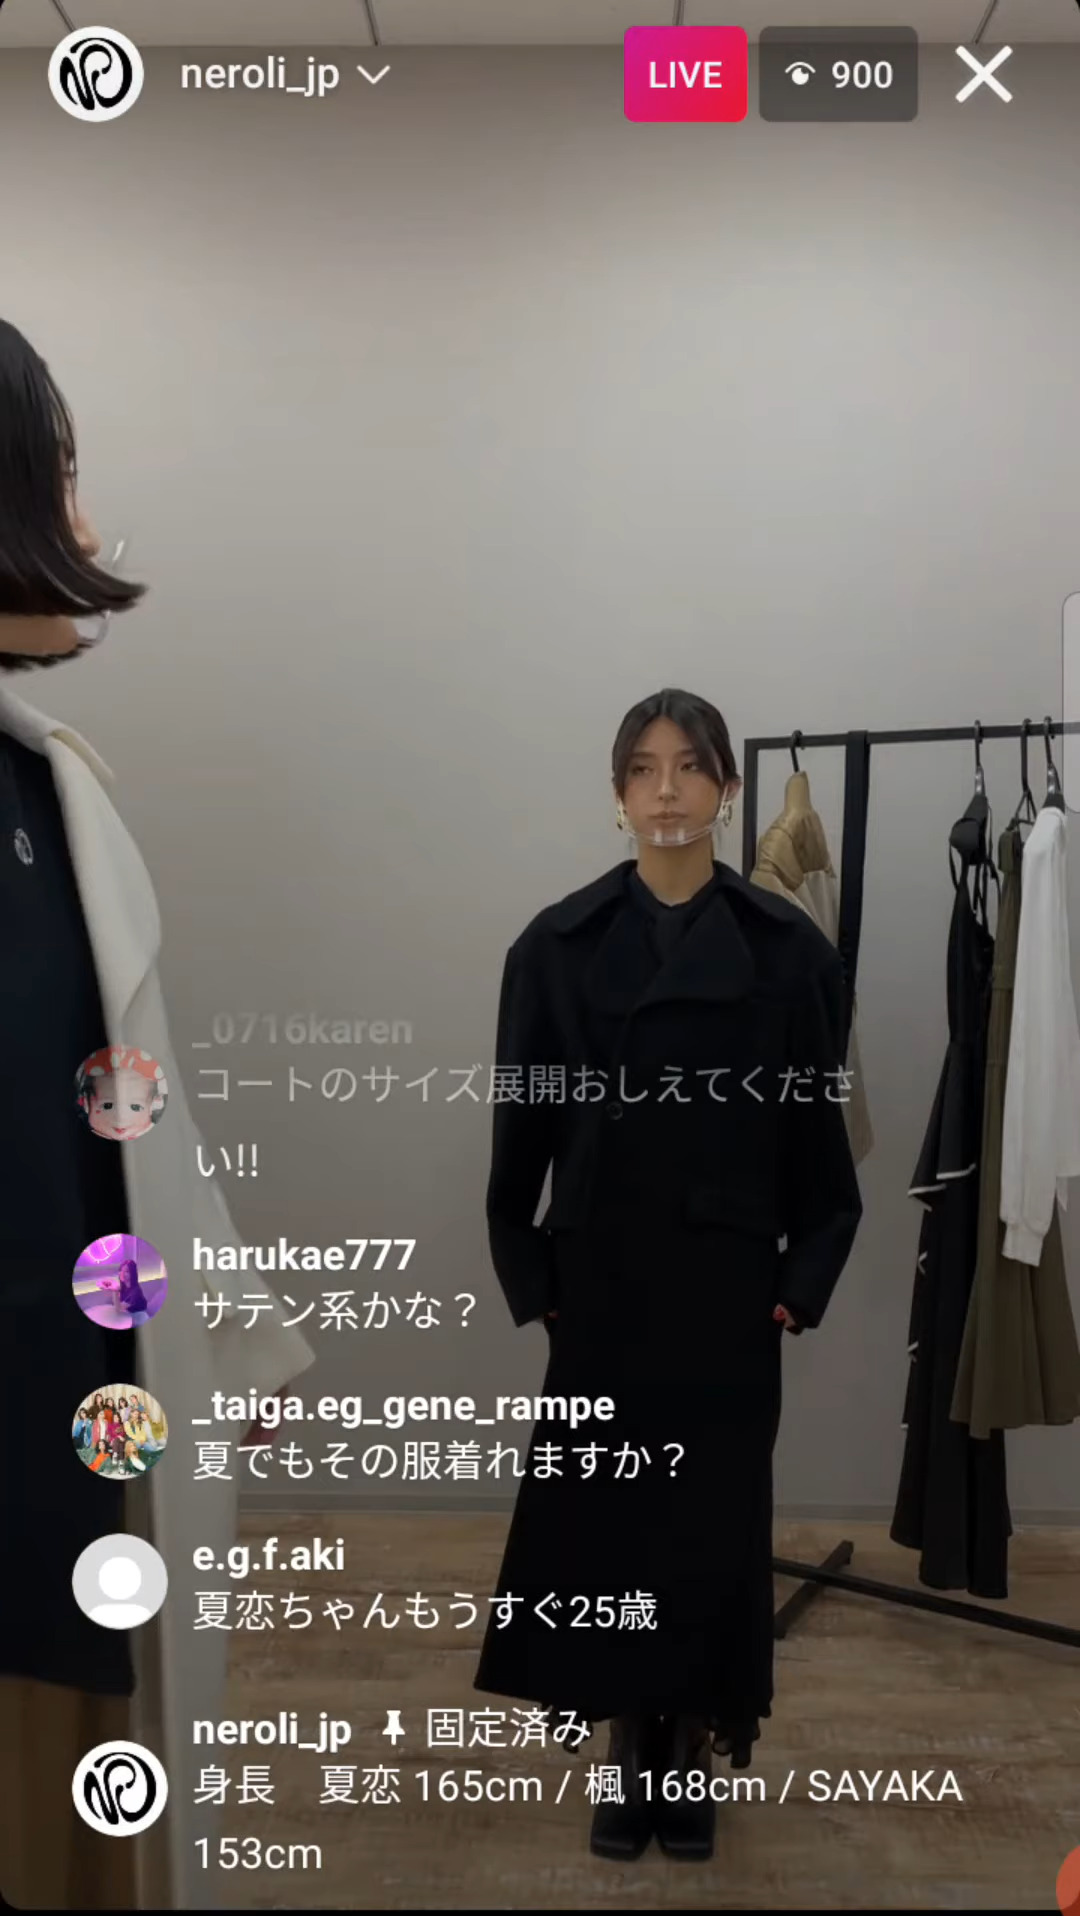 neroli_jp
LIVE
900
_0716karen
コートのサイズ展開おしえてくださ
い!!
harukae777
サテン系かな？
_taiga.eg_gene_rampe
夏でもその服着れますか？
e.g.f.aki
夏恋ちゃんもうすぐ25歳
neroli_jp 固定済み
身長　夏恋 165cm / 楓 168cm / SAYAKA
153cm